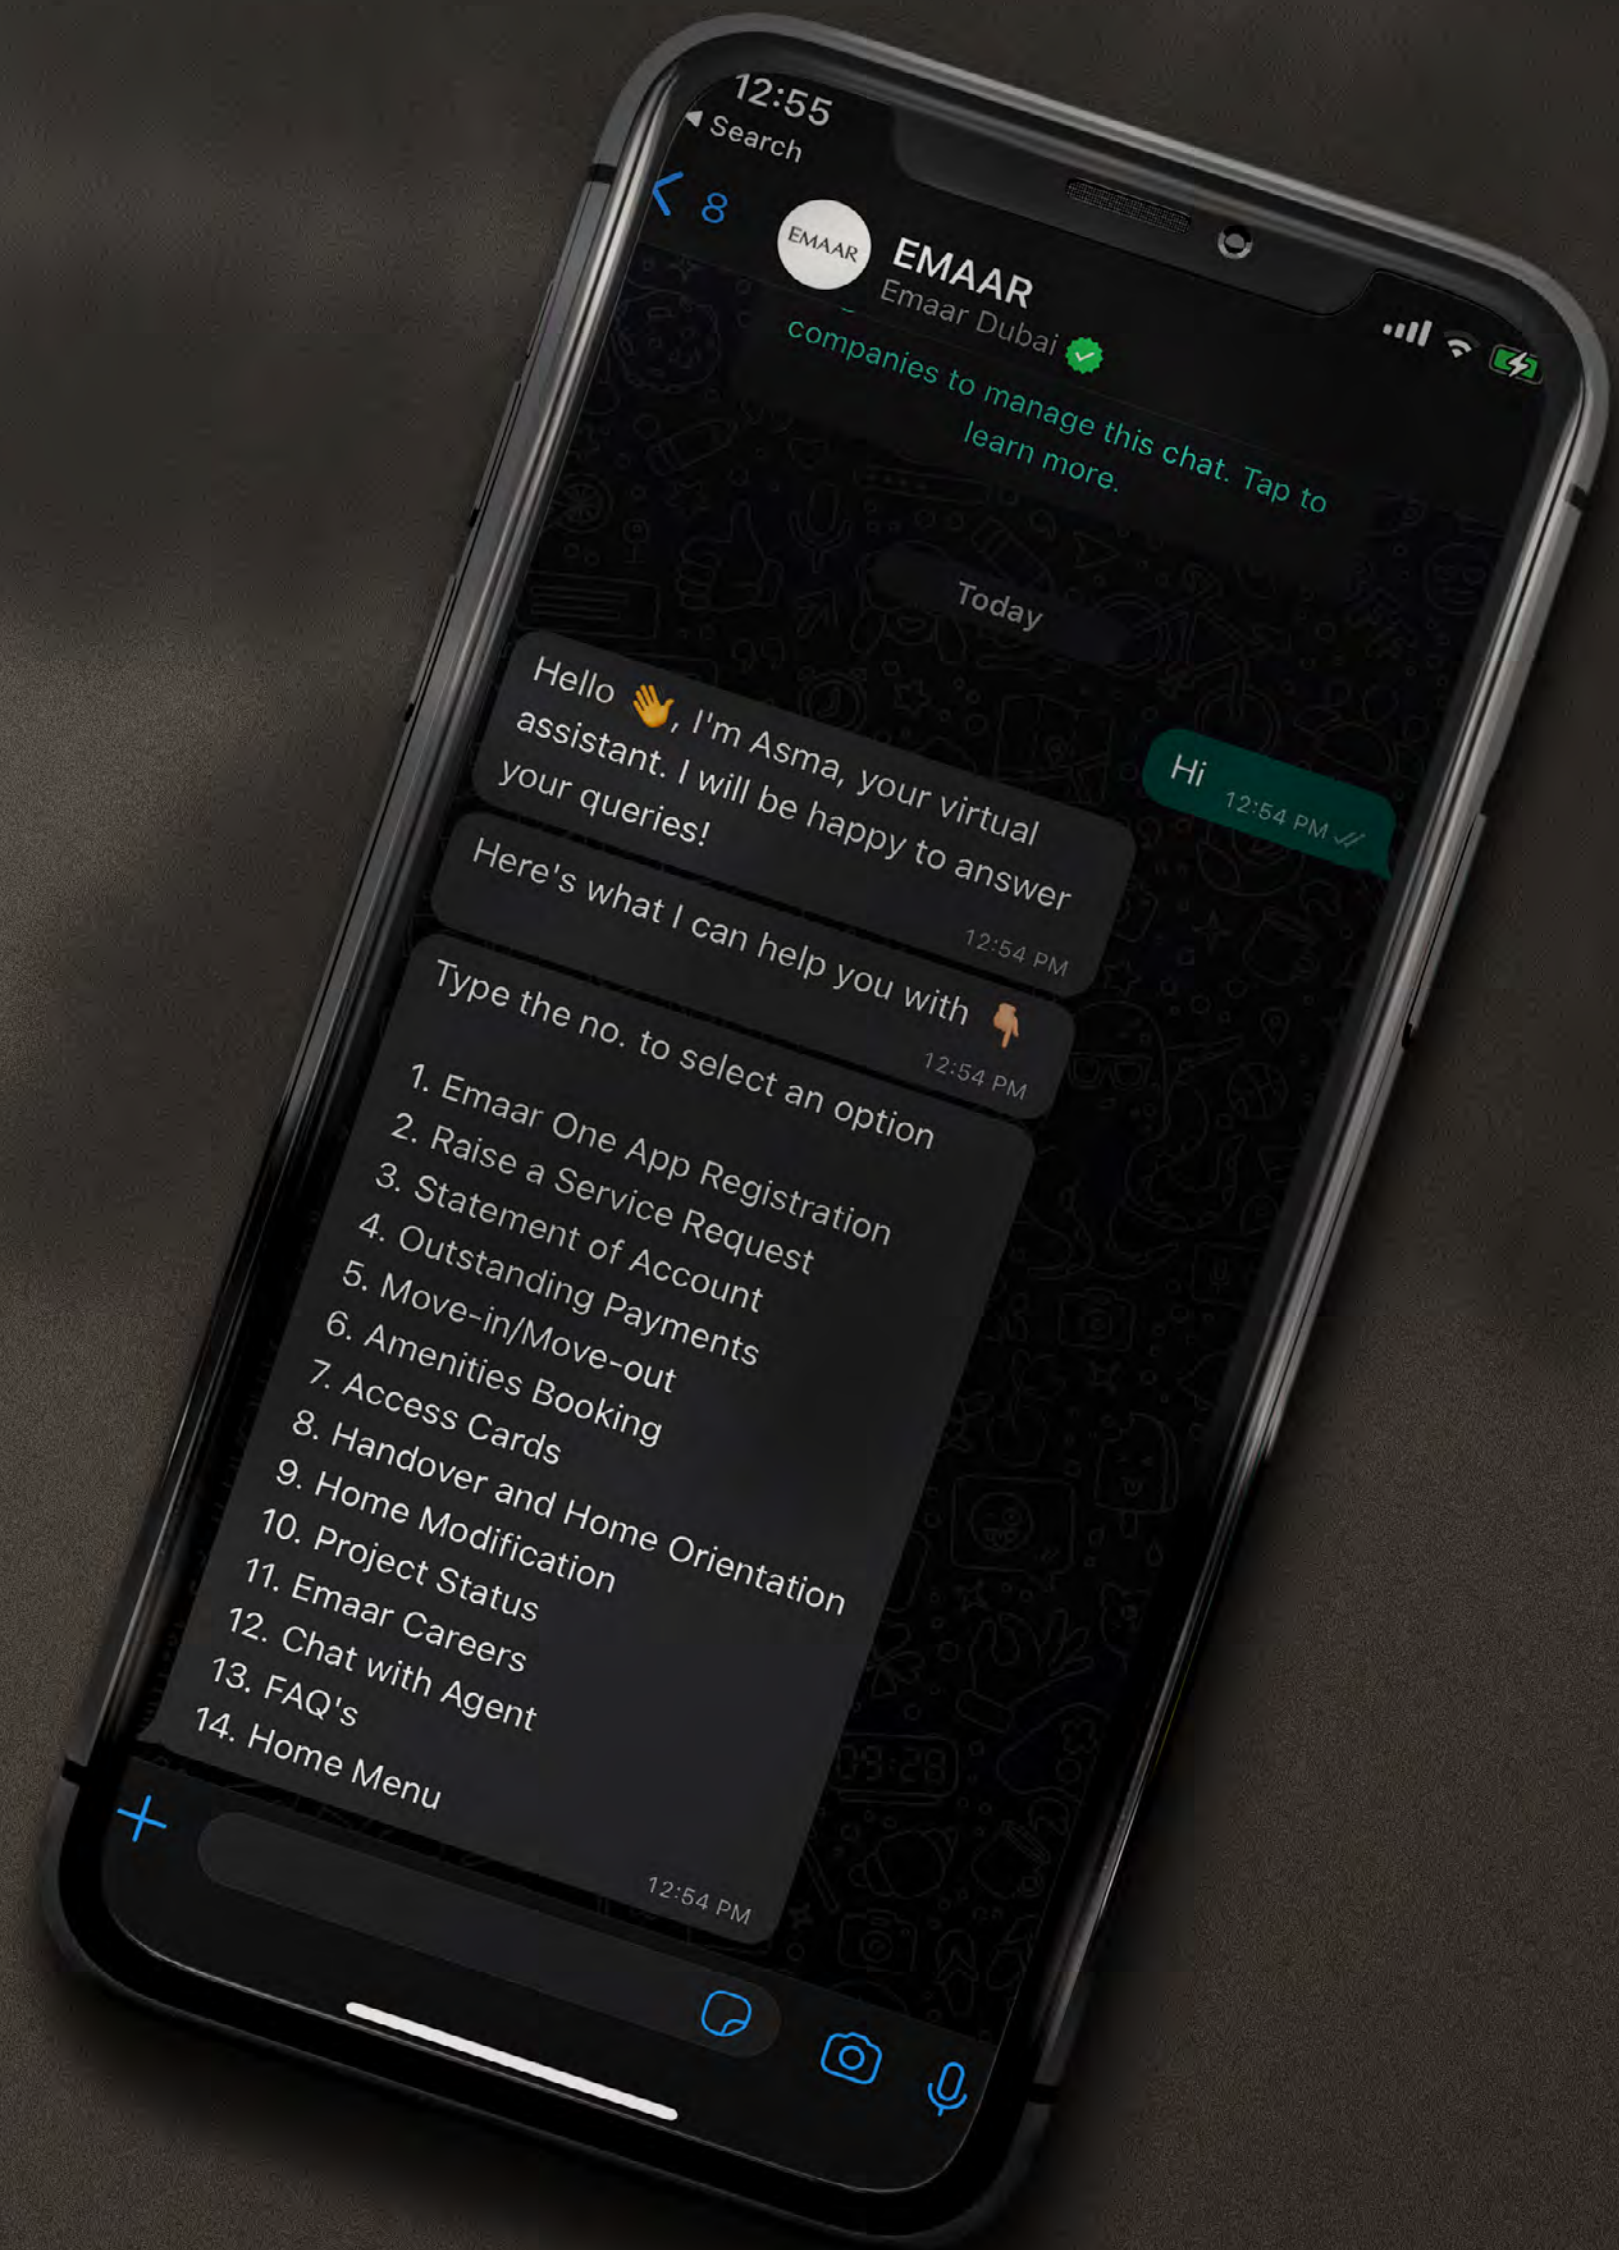 12:55
Search
8
EMAAR
EMAAR
Emaar Dubai
companies to manage this chat. Tap to
learn more.
Today
Hi
12:54 PM
Hello 👋, I'm Asma, your virtual
assistant. I will be happy to answer
your queries!
12:54 PM
Here's what I can help you with 👇🏼
12:54 PM
Type the no. to select an option
1. Emaar One App Registration
2. Raise a Service Request
3. Statement of Account
4. Outstanding Payments
5. Move-in/Move-out
6. Amenities Booking
7. Access Cards
8. Handover and Home Orientation
9. Home Modification
10. Project Status
11. Emaar Careers
12. Chat with Agent
13. FAQ's
14. Home Menu
12:54 PM